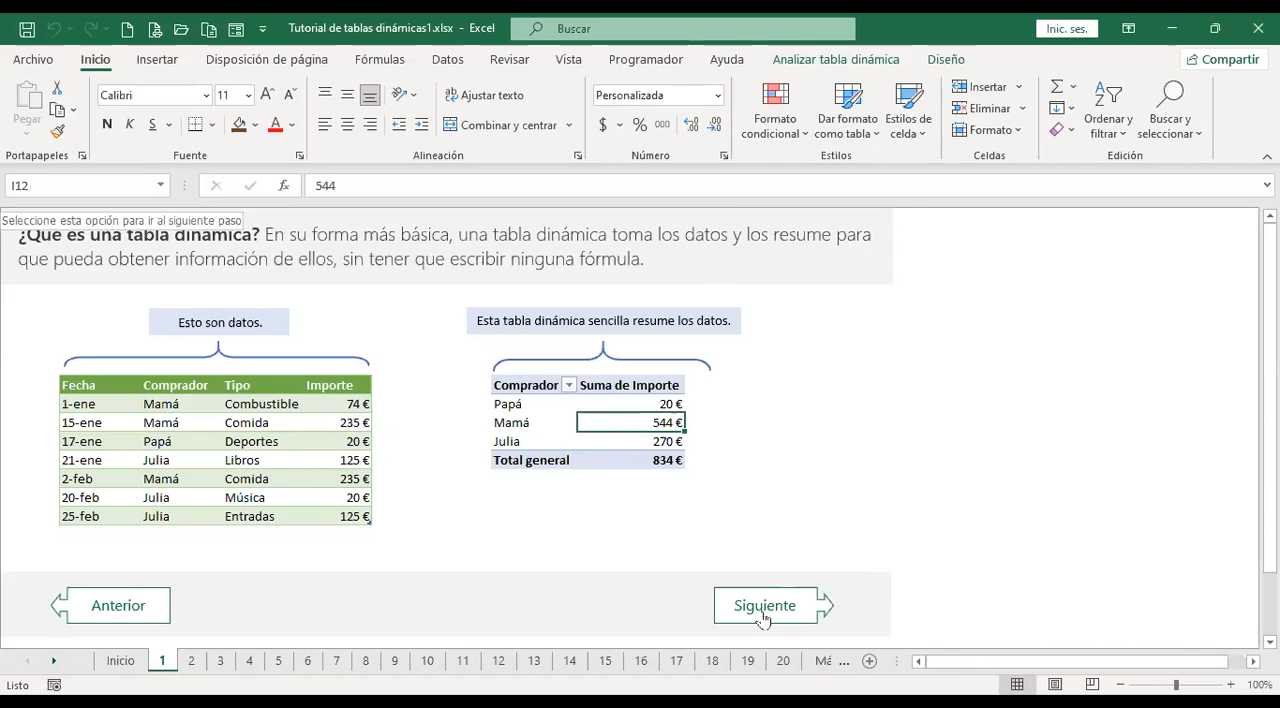 Tutorial de tablas dinámicas1.xlsx - Excel
Buscar
Inic. ses.
Archivo Inicio Insertar Disposición de página Fórmulas Datos Revisar Vista Programador Ayuda Analizar tabla dinámica Diseño Compartir
Pegar
Calibri 11
N K S
Ajustar texto
Combinar y centrar
Personalizada
$ % 000
Formato condicional
Dar formato como tabla
Estilos de celda
Insertar
Eliminar
Formato
Ordenar y filtrar
Buscar y seleccionar
Portapapeles Fuente Alineación Número Estilos Celdas Edición
I12 fx 544
Seleccione esta opción para ir al siguiente paso
¿Qué es una tabla dinámica? En su forma más básica, una tabla dinámica toma los datos y los resume para
que pueda obtener información de ellos, sin tener que escribir ninguna fórmula.
Esto son datos.
Fecha Comprador Tipo Importe
1-ene Mamá Combustible 74 €
15-ene Mamá Comida 235 €
17-ene Papá Deportes 20 €
21-ene Julia Libros 125 €
2-feb Mamá Comida 235 €
20-feb Julia Música 20 €
25-feb Julia Entradas 125 €
Esta tabla dinámica sencilla resume los datos.
Comprador Suma de Importe
Papá 20 €
Mamá 544 €
Julia 270 €
Total general 834 €
Anterior
Siguiente
Inicio 1 2 3 4 5 6 7 8 9 10 11 12 13 14 15 16 17 18 19 20 Má ...
Listo
100%